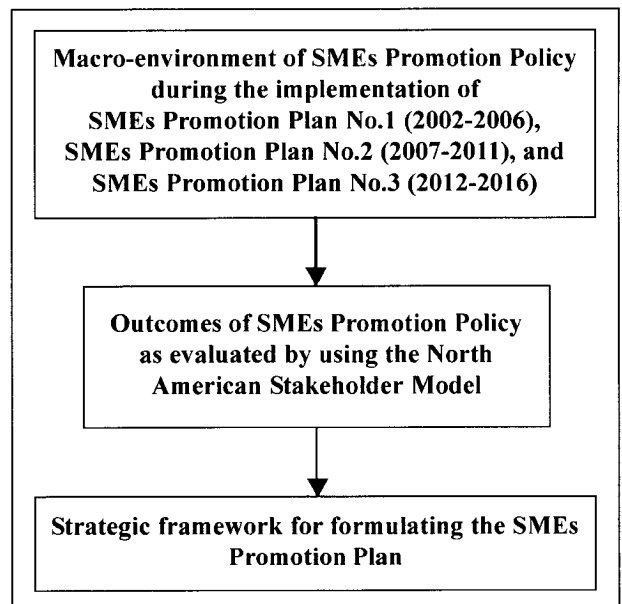 Macro-environment of SMEs Promotion Policy
during the implementation of
SMEs Promotion Plan No.1 (2002-2006),
SMEs Promotion Plan No.2 (2007-2011), and
SMEs Promotion Plan No.3 (2012-2016)
Outcomes of SMEs Promotion Policy
as evaluated by using the North
American Stakeholder Model
Strategic framework for formulating the SMEs
Promotion Plan